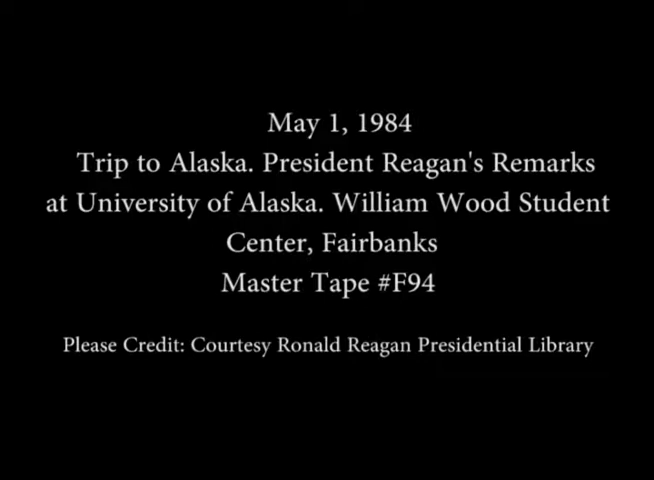 May 1, 1984
Trip to Alaska. President Reagan's Remarks
at University of Alaska. William Wood Student
Center, Fairbanks
Master Tape #F94
Please Credit: Courtesy Ronald Reagan Presidential Library